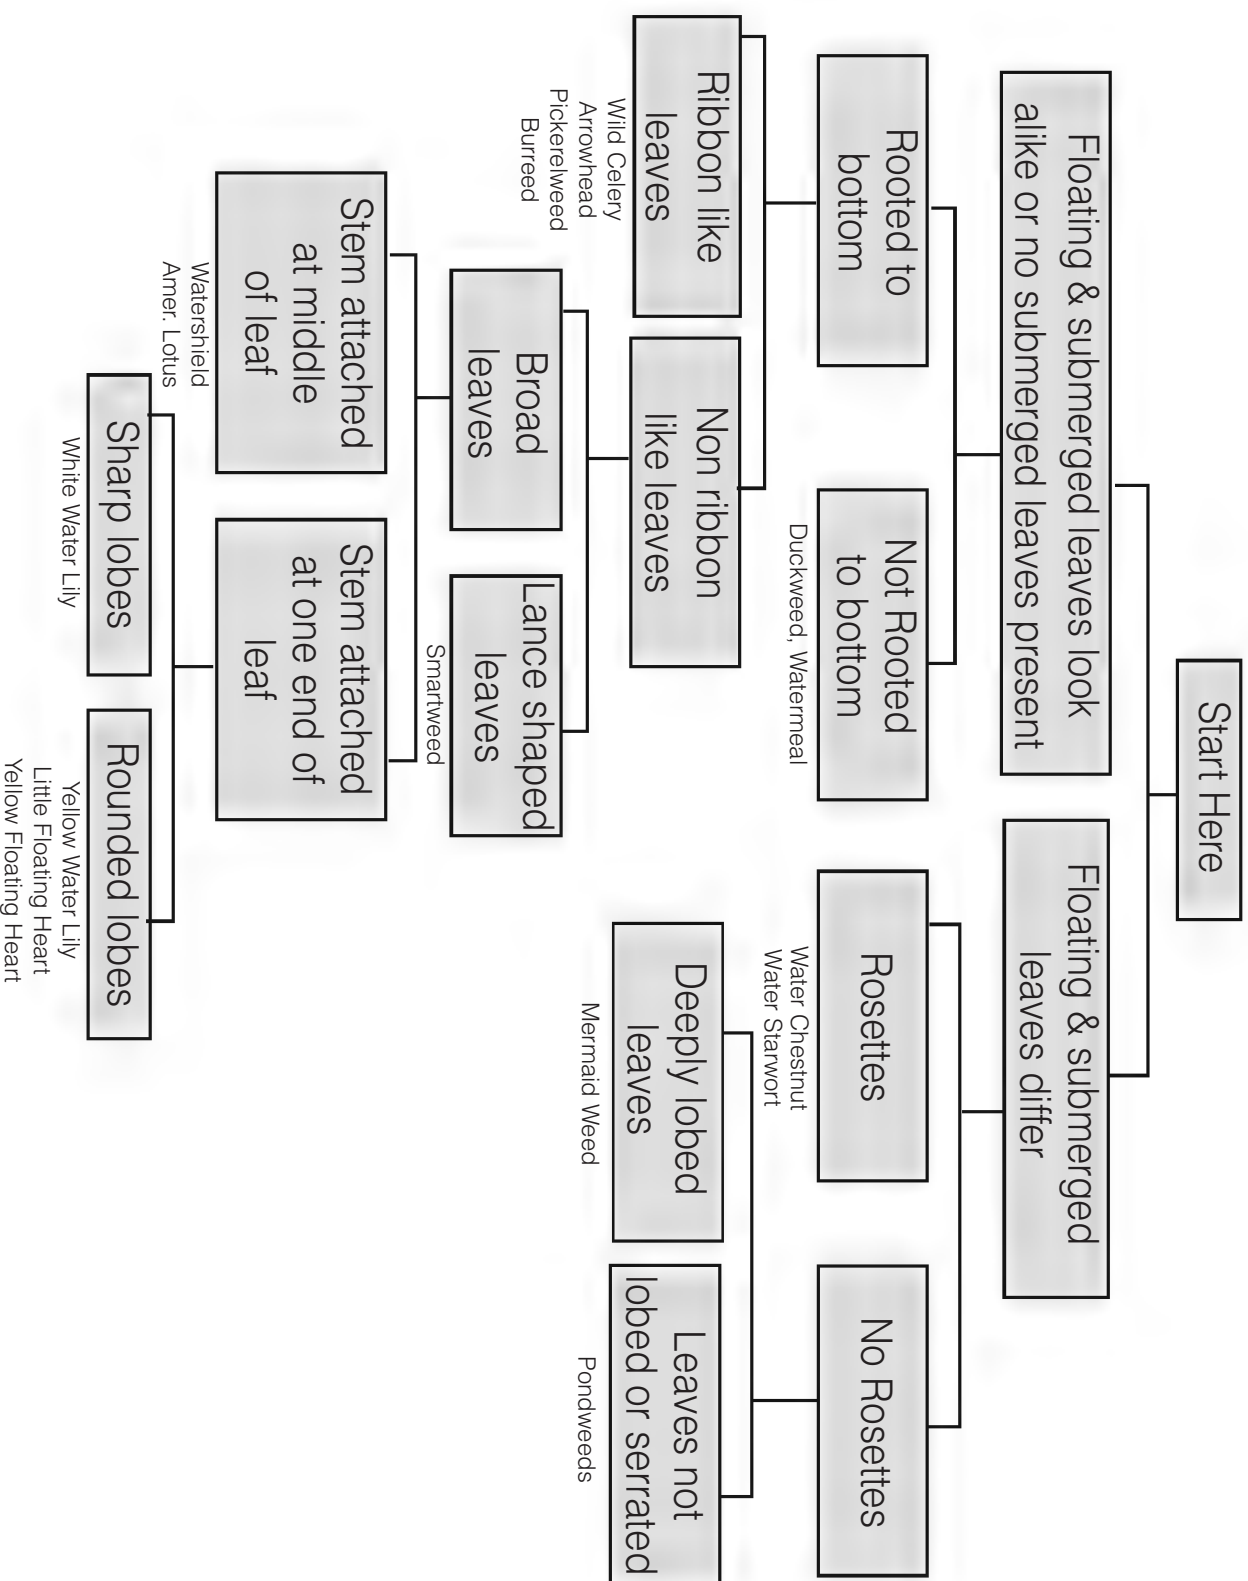 Start Here
Floating & submerged leaves look
alike or no submerged leaves present
Floating & submerged
leaves differ
Rooted to
bottom
Not Rooted
to bottom
Duckweed, Watermeal
Rosettes
Water Chestnut
Water Starwort
No Rosettes
Ribbon like
leaves
Wild Celery
Arrowhead
Pickerelweed
Burreed
Non ribbon
like leaves
Deeply lobed
leaves
Mermaid Weed
Leaves not
lobed or serrated
Pondweeds
Broad
leaves
Lance shaped
leaves
Smartweed
Stem attached
at middle
of leaf
Watershield
Amer. Lotus
Stem attached
at one end of
leaf
Sharp lobes
White Water Lily
Rounded lobes
Yellow Water Lily
Little Floating Heart
Yellow Floating Heart